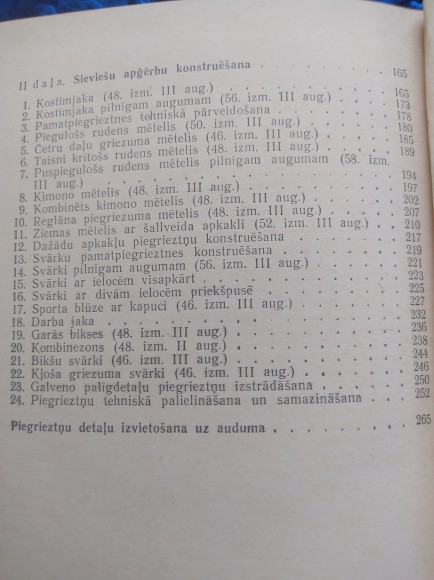 II daļa. Sieviešu apģērbu konstruēšana . . . . . . . . 165
1. Kostīmjaka (48. izm. III aug.) . . . . . . . . 165
2. Kostīmjaka pilnīgam augumam (56. izm. III aug.) . . . 173
3. Pamatpiegrieztnes tehniskā pārveidošana . . . . . . 178
4. Piegulošs rudens mētelis (50. izm. III aug.) . . . . 180
5. Četru daļu griezuma mētelis (46. izm. III aug.) . . . 185
6. Taisni kritošs rudens mētelis (48. izm. III aug.) . . . 189
7. Puspiegulošs rudens mētelis pilnīgam augumam (58. izm.
III aug.) . . . . . . . . . . . . . 194
8. Kimono mētelis (48. izm. III aug.) . . . . . . . 197
9. Kombinēts kimono mētelis (48. izm. III aug.) . . . . 202
10. Reglāna piegriezuma mētelis (48. izm. III aug.) . . . 207
11. Ziemas mētelis ar šallveida apkakli (52. izm. III aug.) . 210
12. Dažādu apkakļu piegrieztņu konstruēšana . . . . . . 217
13. Svārku pamatpiegrieztnes konstruēšana . . . . . . 219
14. Svārki pilnīgam augumam (56. izm. III aug.) . . . . 221
15. Svārki ar ielocēm visapkārt . . . . . . . . . 223
16. Svārki ar divām ielocēm priekšpusē . . . . . . . 225
17. Sporta blūze ar kapuci (46. izm. III aug.) . . . . . 227
18. Darba jaka . . . . . . . . . . . . 232
19. Garās bikses (48. izm. III aug.) . . . . . . . 236
20. Kombinezons (48. izm. II aug.) . . . . . . . . 238
21. Bikšu svārki (46. izm. III aug.) . . . . . . . 244
22. Kļoša griezuma svārki (46. izm. III aug.) . . . . . 246
23. Galveno palīgdetaļu piegrieztņu izstrādāšana . . . . 250
24. Piegrieztņu tehniskā palielināšana un samazināšana . . 252
Piegrieztņu detaļu izvietošana uz auduma . . . . . . . . 265